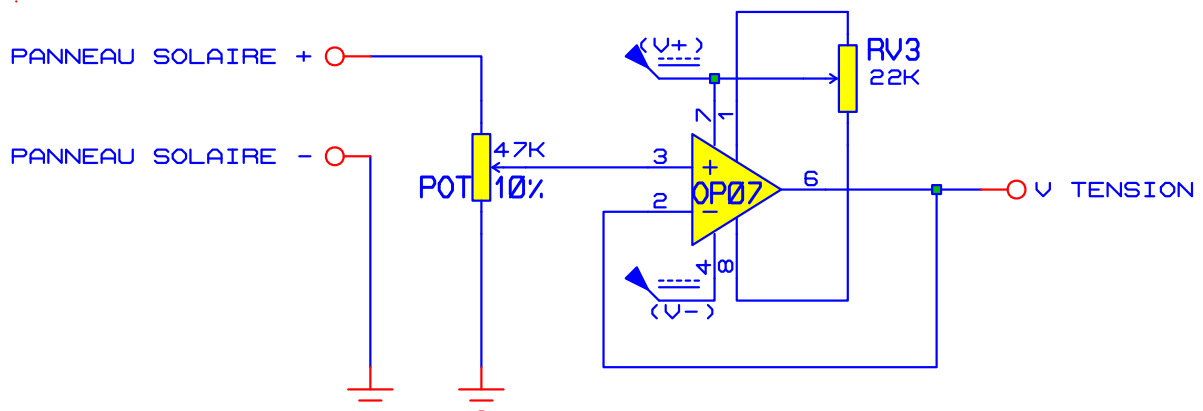 PANNEAU SOLAIRE +
PANNEAU SOLAIRE -
47K
POT 10%
(V+)
RV3
22K
7
1
3
+
2
-
OP07
6
V TENSION
4
8
(V-)